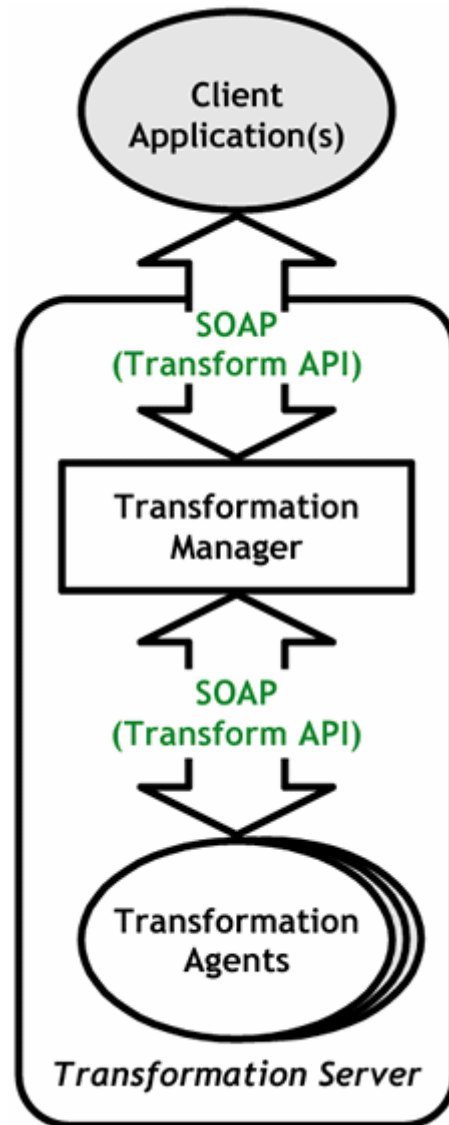 Client
Application(s)
SOAP
(Transform API)
Transformation
Manager
SOAP
(Transform API)
Transformation
Agents
Transformation Server